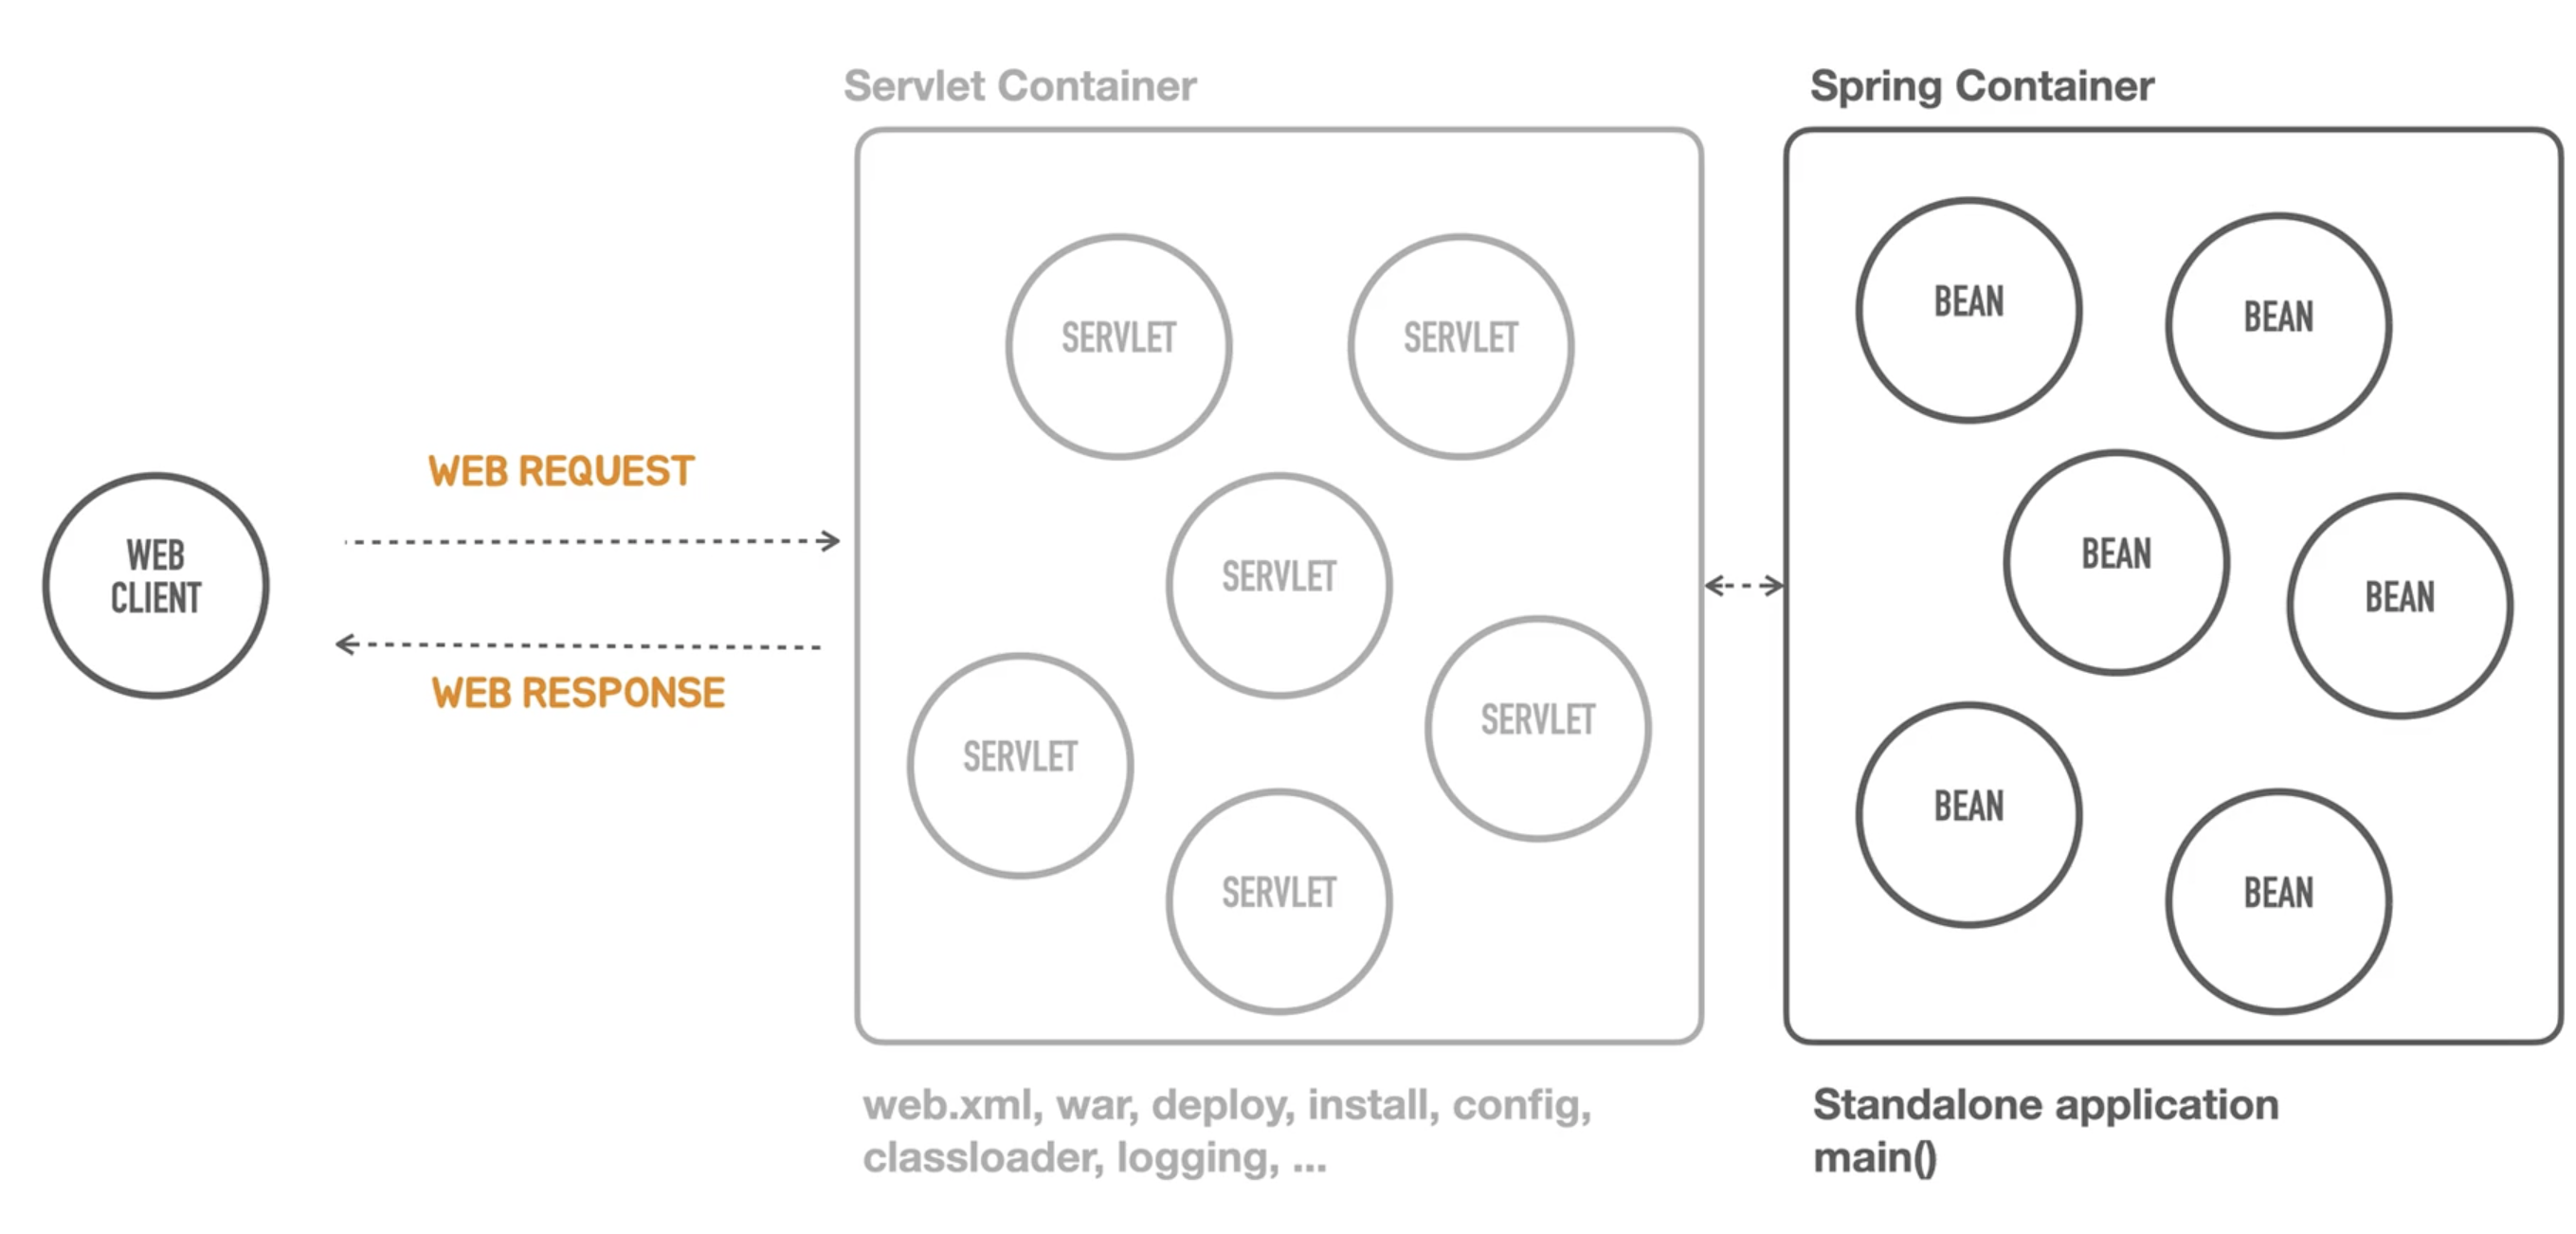 Servlet Container
Spring Container
WEB
CLIENT
WEB REQUEST
WEB RESPONSE
SERVLET
SERVLET
SERVLET
SERVLET
SERVLET
SERVLET
BEAN
BEAN
BEAN
BEAN
BEAN
BEAN
web.xml, war, deploy, install, config,
classloader, logging, ...
Standalone application
main()